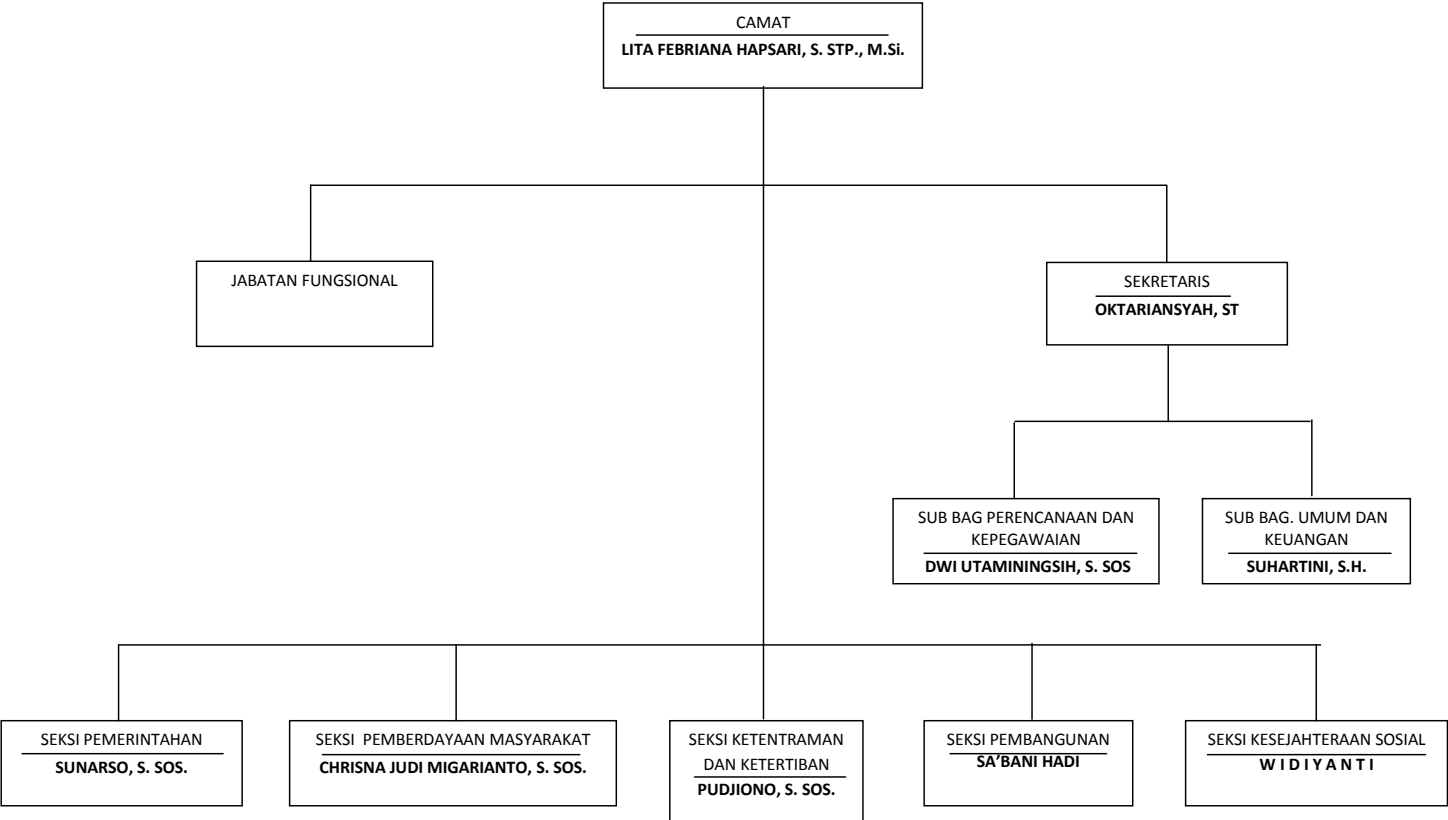 CAMAT
LITA FEBRIANA HAPSARI, S. STP., M.Si.
JABATAN FUNGSIONAL
SEKRETARIS
OKTARIANSYAH, ST
SUB BAG PERENCANAAN DAN
KEPEGAWAIAN
DWI UTAMININGSIH, S. SOS
SUB BAG. UMUM DAN
KEUANGAN
SUHARTINI, S.H.
SEKSI PEMERINTAHAN
SUNARSO, S. SOS.
SEKSI  PEMBERDAYAAN MASYARAKAT
CHRISNA JUDI MIGARIANTO, S. SOS.
SEKSI KETENTRAMAN
DAN KETERTIBAN
PUDJIONO, S. SOS.
SEKSI PEMBANGUNAN
SA’BANI HADI
SEKSI KESEJAHTERAAN SOSIAL
W I D I Y A N T I